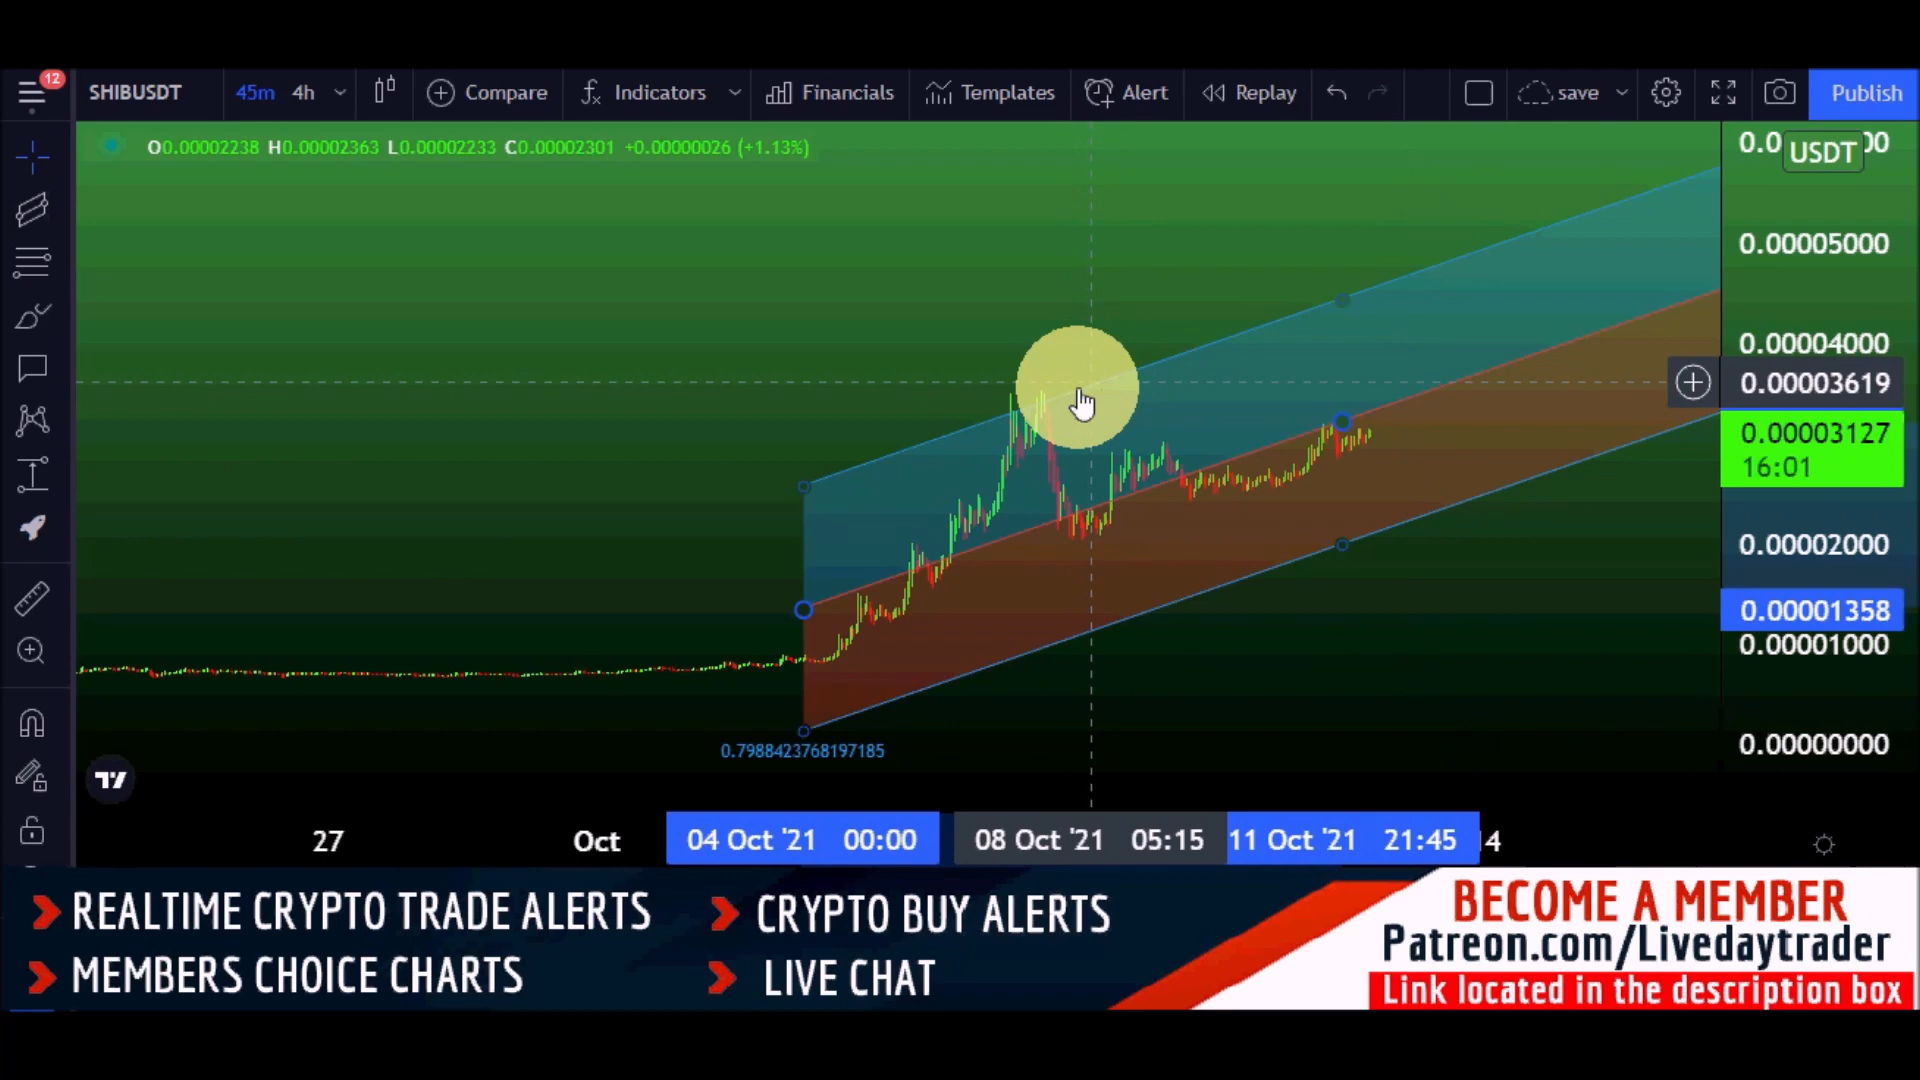 12
SHIBUSDT 45m 4h Compare Indicators Financials Templates Alert Replay save Publish
O0.00002238 H0.00002363 L0.00002233 C0.00002301 +0.00000026 (+1.13%)
USDT
0.00005000
0.00004000
0.00003619
0.00003127
16:01
0.00002000
0.00001358
0.00001000
0.00000000
0.7988423768197185
27 Oct 04 Oct '21 00:00 08 Oct '21 05:15 11 Oct '21 21:45 4
REALTIME CRYPTO TRADE ALERTS
CRYPTO BUY ALERTS
MEMBERS CHOICE CHARTS
LIVE CHAT
BECOME A MEMBER
Patreon.com/Livedaytrader
Link located in the description box